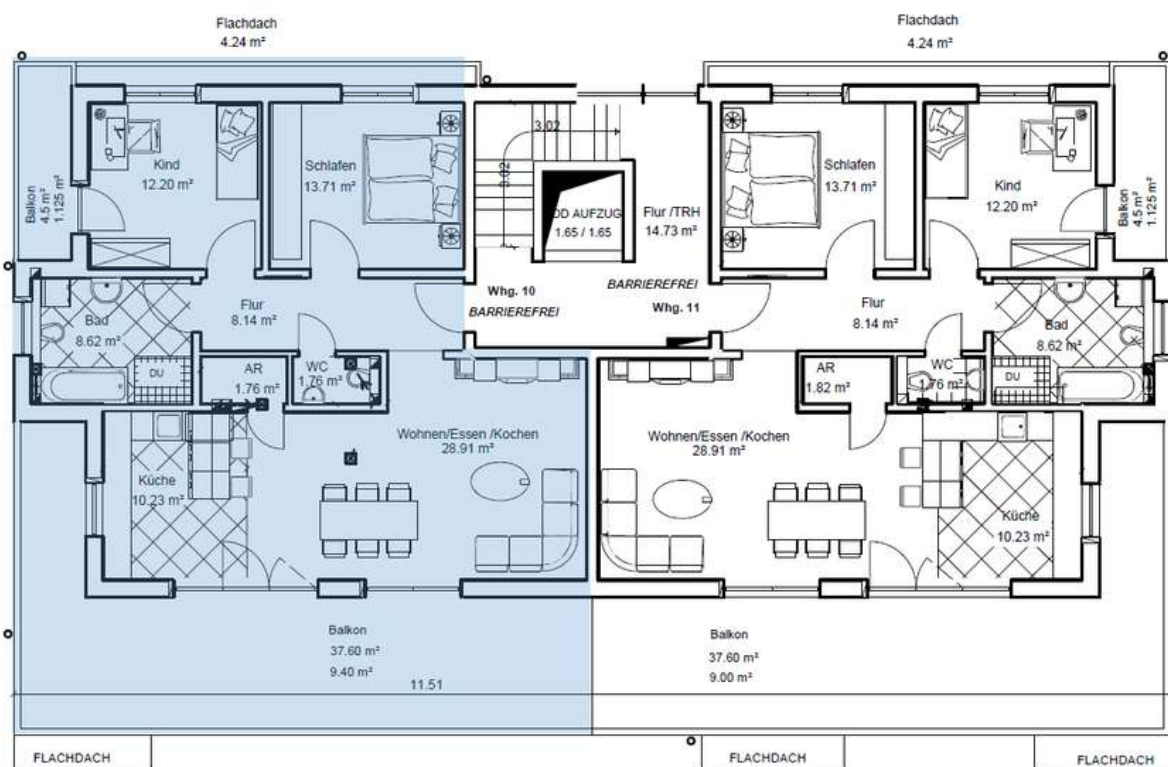 Flachdach
4.24 m²
Flachdach
4.24 m²
Kind
12.20 m²
Schlafen
13.71 m²
3.02
3.02
DD AUFZUG
1.65 / 1.65
Flur /TRH
14.73 m²
Schlafen
13.71 m²
Kind
12.20 m²
Balkon
4.5 m²
1.125 m²
Balkon
4.5 m²
1.125 m²
Whg. 10
BARRIEREFREI
BARRIEREFREI
Whg. 11
Flur
8.14 m²
Flur
8.14 m²
Bad
8.62 m²
DU
AR
1.76 m²
WC
1.76 m²
AR
1.82 m²
WC
1.76 m²
DU
Bad
8.62 m²
Wohnen/Essen /Kochen
28.91 m²
Wohnen/Essen /Kochen
28.91 m²
Küche
10.23 m²
Küche
10.23 m²
Balkon
37.60 m²
9.40 m²
Balkon
37.60 m²
9.00 m²
11.51
FLACHDACH
FLACHDACH
FLACHDACH